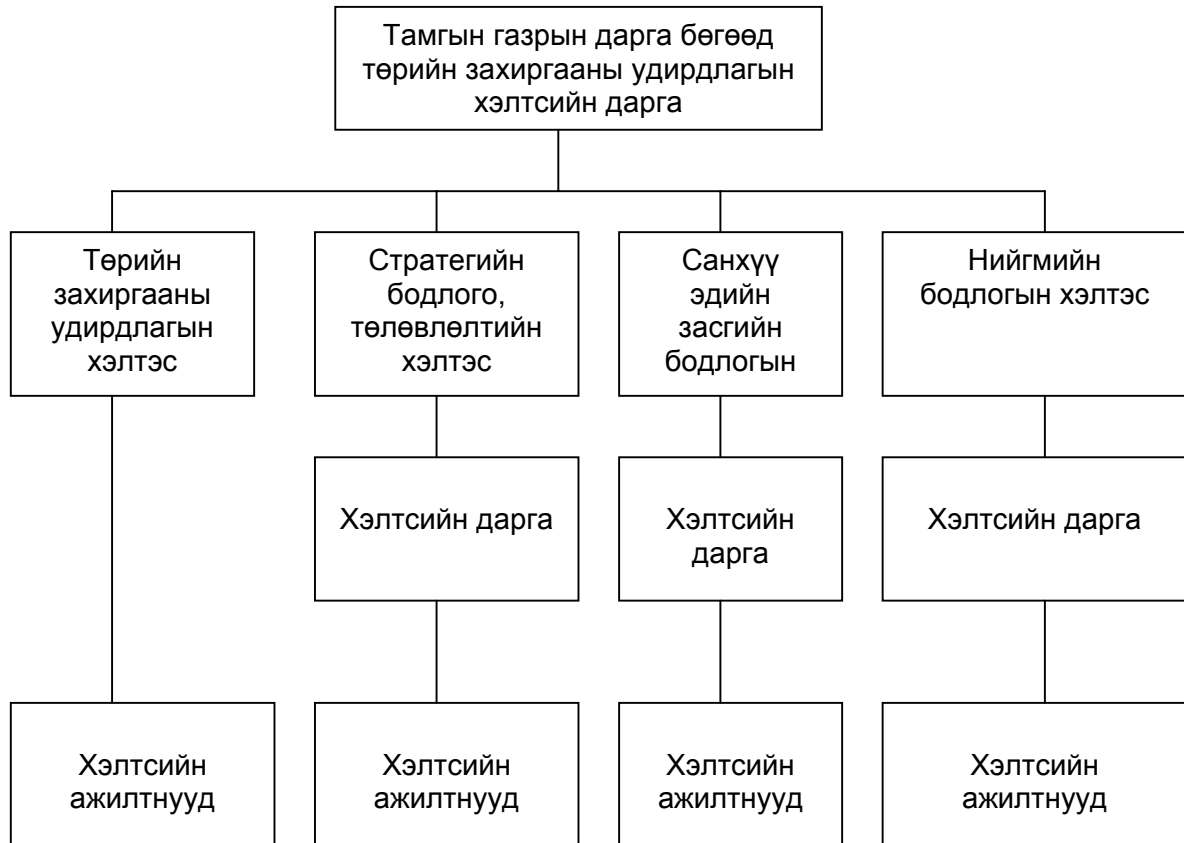 Тамгын газрын дарга бөгөөд
төрийн захиргааны удирдлагын
хэлтсийн дарга
Төрийн
захиргааны
удирдлагын
хэлтэс
Стратегийн
бодлого,
төлөвлөлтийн
хэлтэс
Санхүү
эдийн
засгийн
бодлогын
Нийгмийн
бодлогын хэлтэс
Хэлтсийн дарга
Хэлтсийн
дарга
Хэлтсийн дарга
Хэлтсийн
ажилтнууд
Хэлтсийн
ажилтнууд
Хэлтсийн
ажилтнууд
Хэлтсийн
ажилтнууд